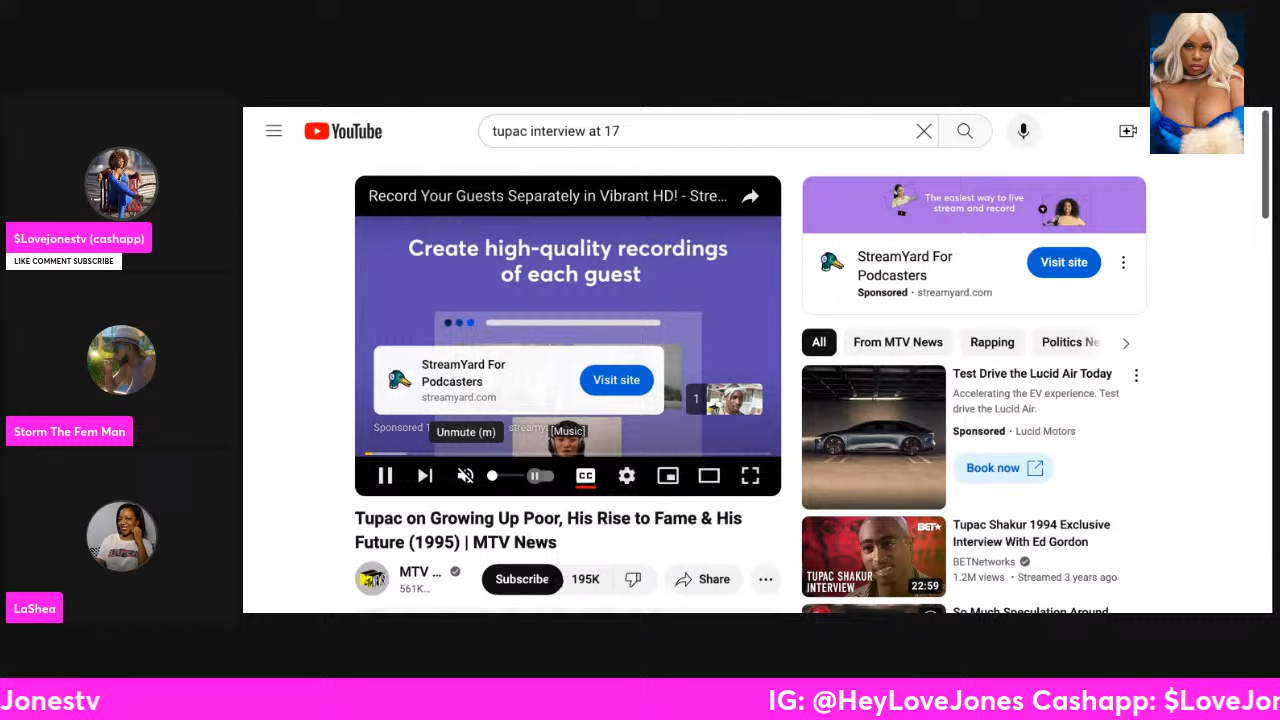 $Lovejonestv (cashapp)
LIKE COMMENT SUBSCRIBE
Storm The Fem Man
LaShea
YouTube
tupac interview at 17
Record Your Guests Separately in Vibrant HD! - Stre...
Create high-quality recordings
of each guest
StreamYard For
Podcasters
streamyard.com
Visit site
1
Sponsored 1
streamy
Unmute (m)
[Music]
CC
Tupac on Growing Up Poor, His Rise to Fame & His
Future (1995) | MTV News
MTV ...
561K...
Subscribe
195K
Share
The easiest way to live
stream and record
StreamYard For
Podcasters
Sponsored · streamyard.com
Visit site
All
From MTV News
Rapping
Politics Ne
Test Drive the Lucid Air Today
Accelerating the EV experience. Test
drive the Lucid Air.
Sponsored · Lucid Motors
Book now
BET★
TUPAC SHAKUR
INTERVIEW
22:59
Tupac Shakur 1994 Exclusive
Interview With Ed Gordon
BETNetworks
1.2M views · Streamed 3 years ago
So Much Speculation Around
Jonestv
IG: @HeyLoveJones Cashapp: $LoveJor